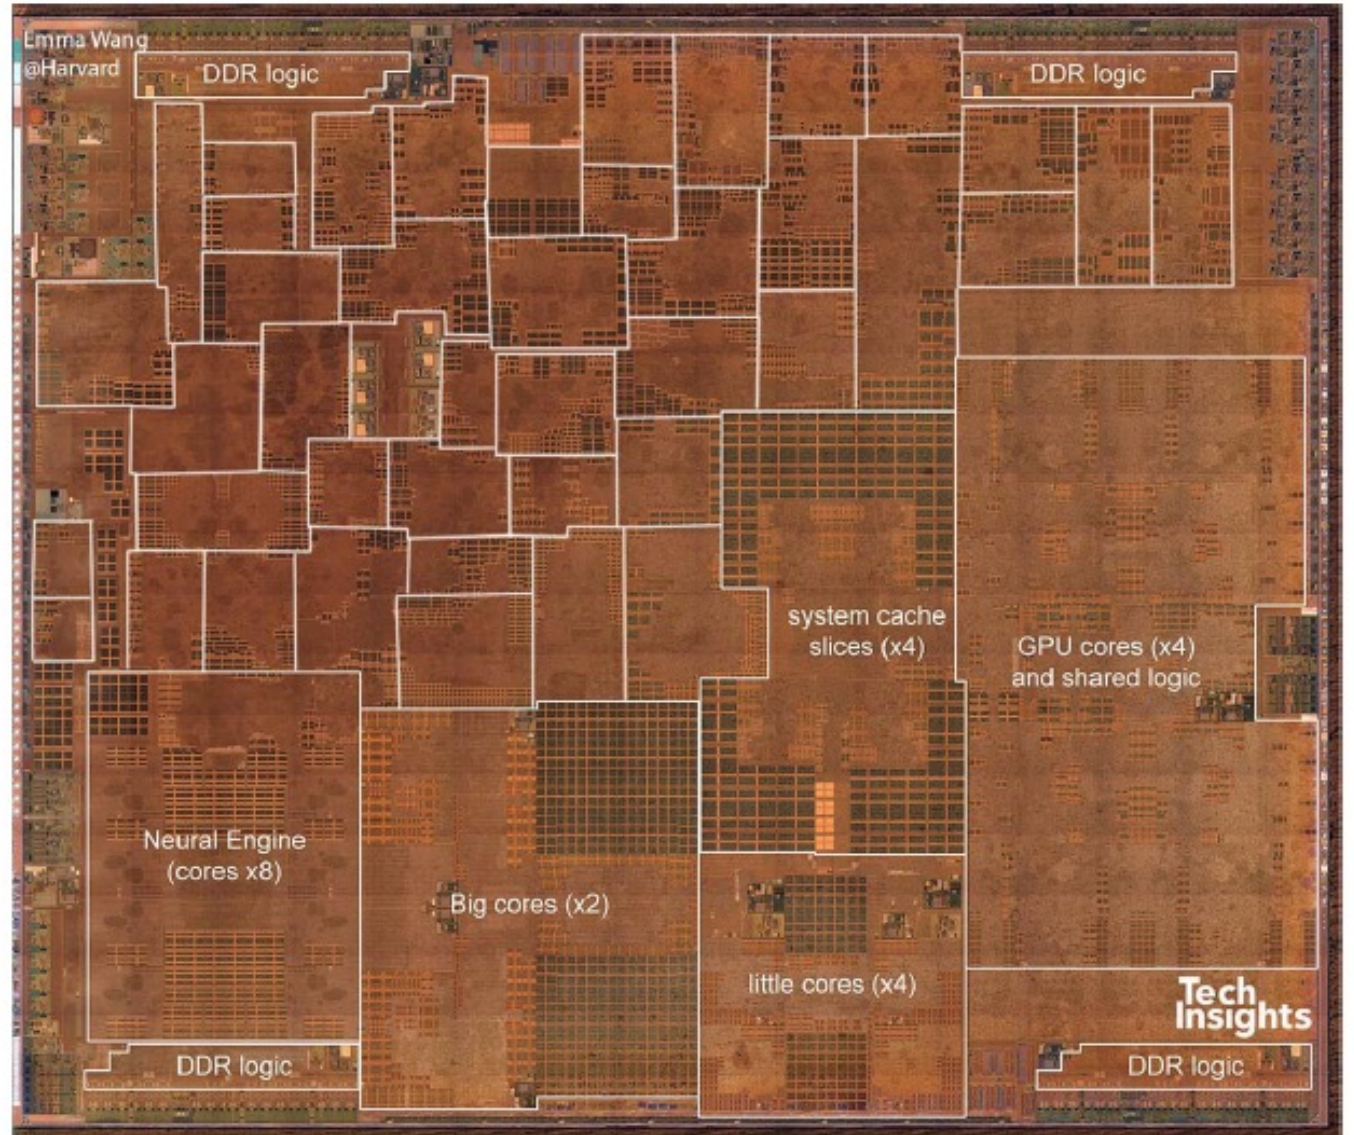 Emma Wang
@Harvard
DDR logic
DDR logic
system cache
slices (x4)
GPU cores (x4)
and shared logic
Neural Engine
(cores x8)
Big cores (x2)
little cores (x4)
Tech
Insights
DDR logic
DDR logic